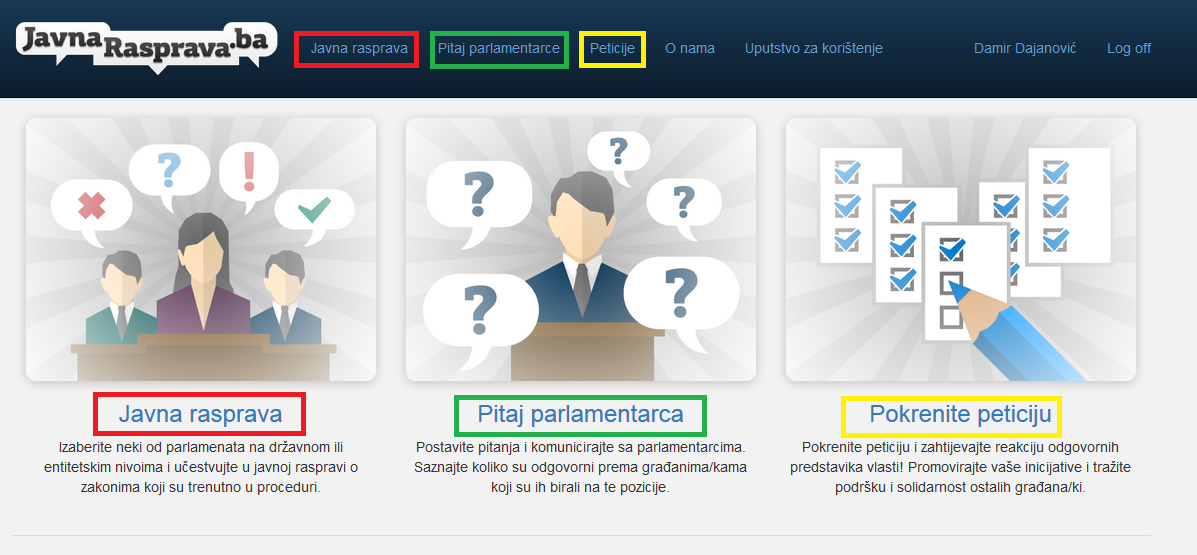 Javna
Rasprava.ba
Javna rasprava Pitaj parlamentarce Peticije O nama Uputstvo za korištenje Damir Dajanović Log off
? ! ?
? ?
? ?
Javna rasprava
Izaberite neki od parlamenata na državnom ili
entitetskim nivoima i učestvujte u javnoj raspravi o
zakonima koji su trenutno u proceduri.
Pitaj parlamentarca
Postavite pitanja i komunicirajte sa parlamentarcima.
Saznajte koliko su odgovorni prema građanima/kama
koji su ih birali na te pozicije.
Pokrenite peticiju
Pokrenite peticiju i zahtijevajte reakciju odgovornih
predstavika vlasti! Promovirajte vaše inicijative i tražite
podršku i solidarnost ostalih građana/ki.